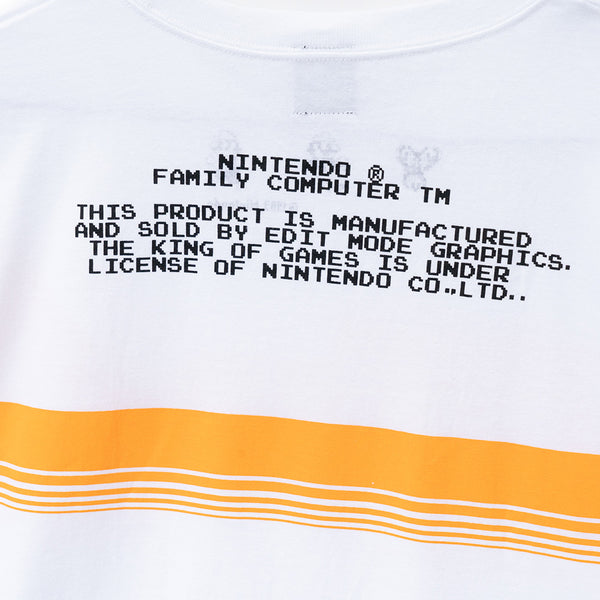 NINTENDO ®
FAMILY COMPUTER TM
THIS PRODUCT IS MANUFACTURED
AND SOLD BY EDIT MODE GRAPHICS.
THE KING OF GAMES IS UNDER
LICENSE OF NINTENDO CO.,LTD..